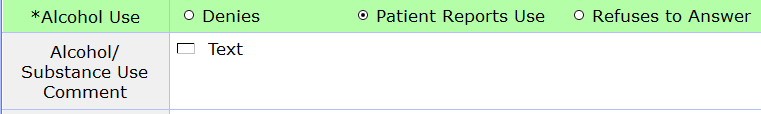 *Alcohol Use Denies Patient Reports Use Refuses to Answer
Alcohol/ Text
Substance Use
Comment